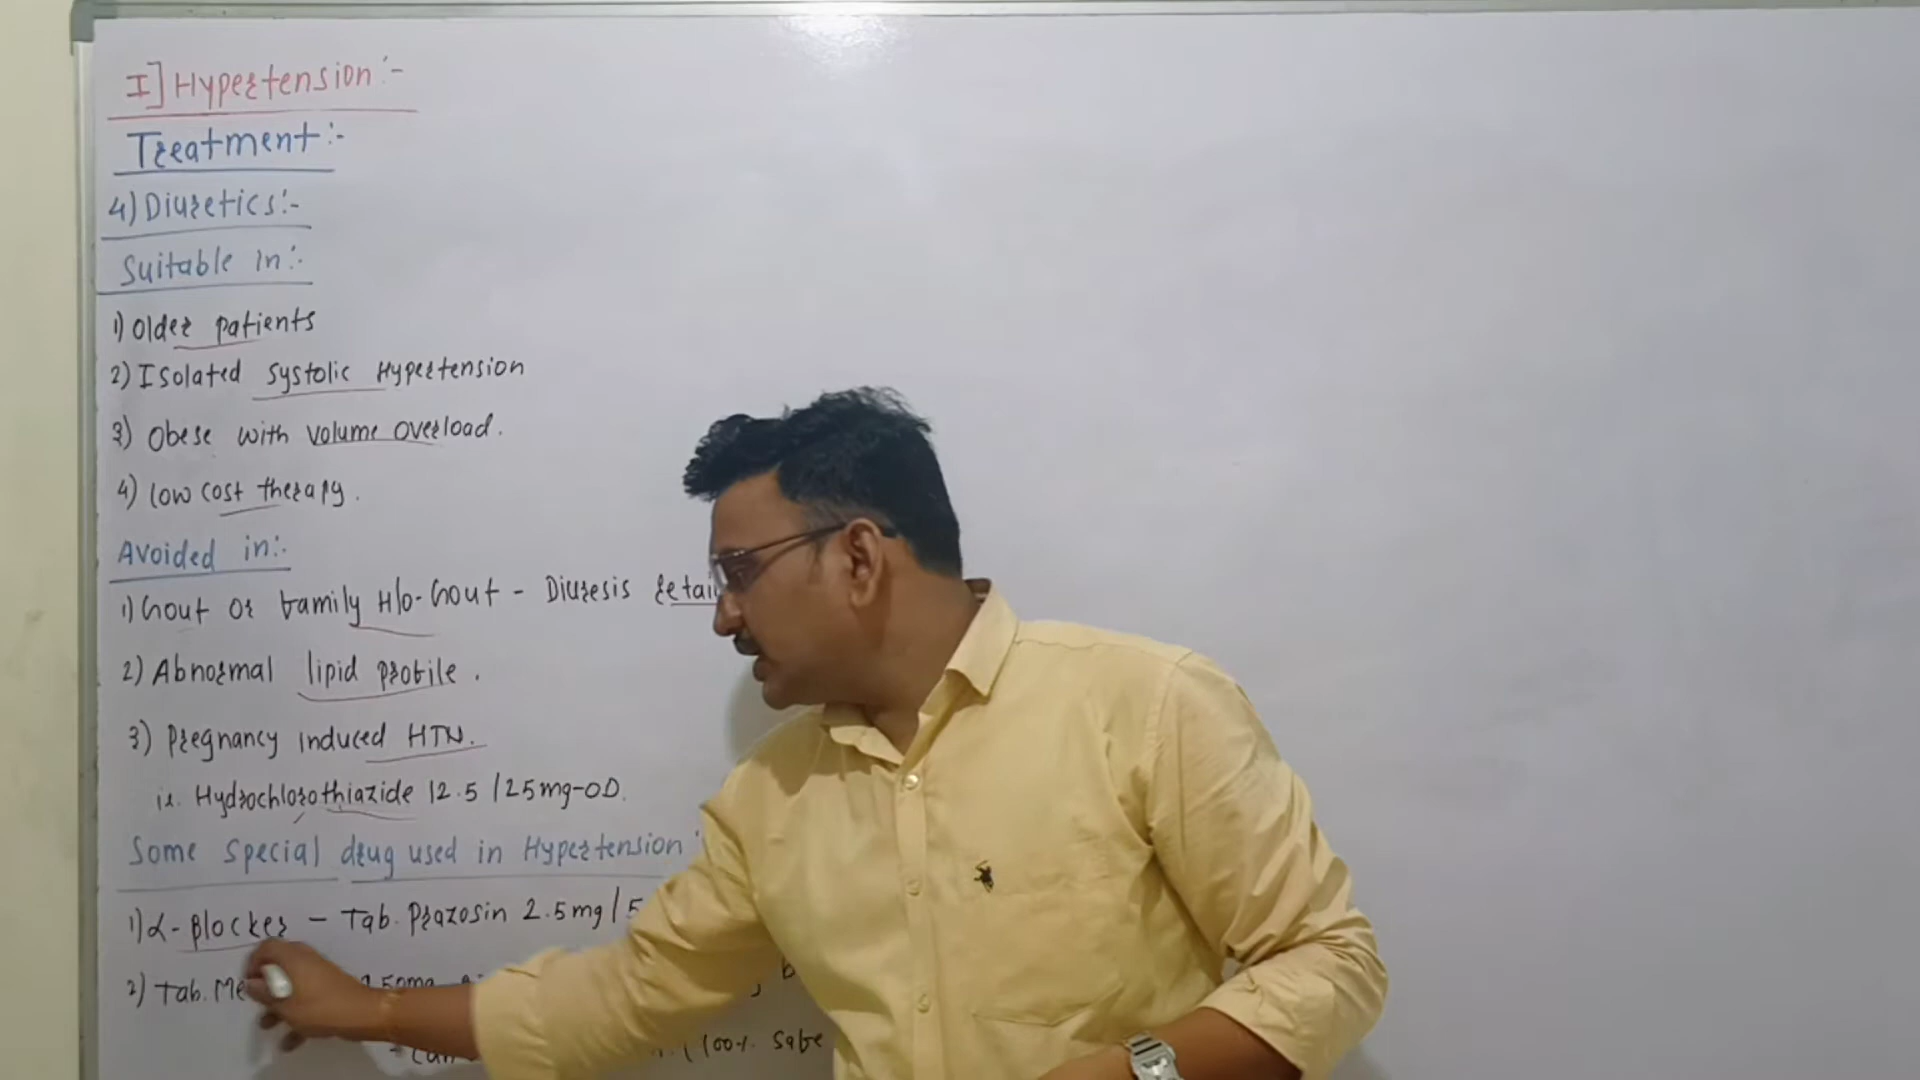 I] Hypertension:-
Treatment:-
4) Diuretics:-
Suitable in:-
1) Older patients
2) Isolated systolic Hypertension
3) Obese with volume overload.
4) low cost therapy.
Avoided in:-
1) Gout or family H/o-Gout - Diuresis
2) Abnormal lipid profile.
3) Pregnancy induced HTN.
i.e. Hydrochlorothiazide 12.5/25mg-OD.
Some special drug used in Hypertension
1) α-Blocker - Tab. Prazosin 2.5mg/5
2) Tab. 50mg
(100% safe